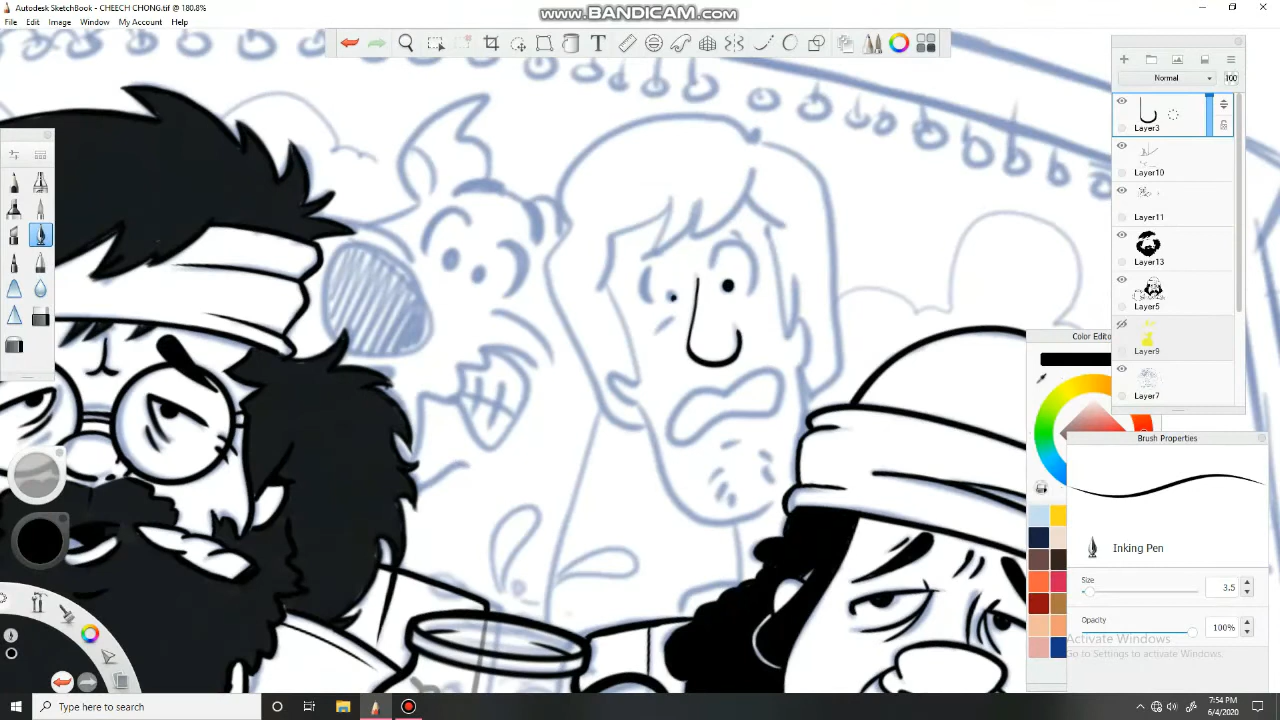 Autodesk SketchBook - CHEECH CHONG.tif @ 180.8%
www.BANDICAM.com
File Edit Image Window My Account Help
T
Normal
100
Layer3
Layer10
Layer11
Layer13
Layer5
Layer9
Layer7
Color Edit
Brush Properties
Inking Pen
Size
3.5
Opacity
100%
Activate Windows
Go to Settings to activate Windows.
Type here to search
7:54 PM
6/4/2020